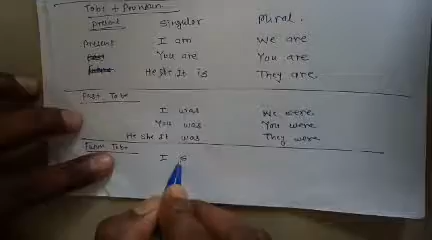 Tobe + Pronoun
Present Singular Plural.
Present I am We are
You are You are
He She It is They are.
Past Tobe
I was We were.
You was You were.
He She It was They were.
Tobe
I s